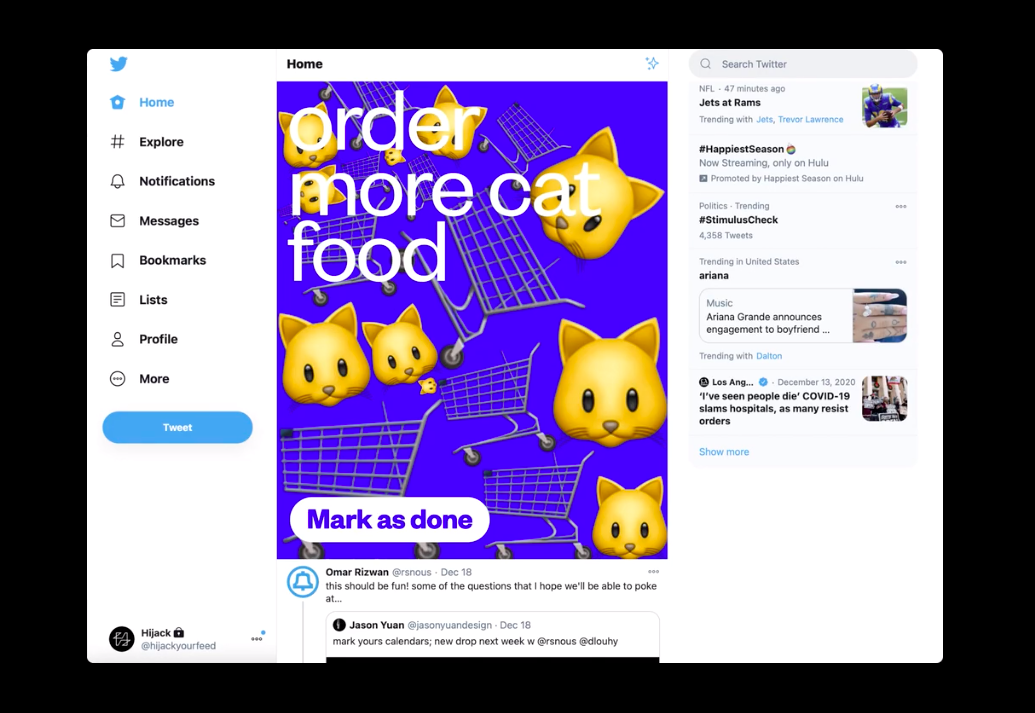 Home
Explore
Notifications
Messages
Bookmarks
Lists
Profile
More
Tweet
Hijack
@hijackyourfeed
Home
order
more cat
food
Mark as done
Omar Rizwan @rsnous · Dec 18
this should be fun! some of the questions that I hope we'll be able to poke
at...
Jason Yuan @jasonyuandesign · Dec 18
mark yours calendars; new drop next week w @rsnous @dlouhy
Search Twitter
NFL · 47 minutes ago
Jets at Rams
Trending with Jets, Trevor Lawrence
#HappiestSeason
Now Streaming, only on Hulu
Promoted by Happiest Season on Hulu
Politics · Trending
#StimulusCheck
4,358 Tweets
Trending in United States
ariana
Music
Ariana Grande announces
engagement to boyfriend ...
Trending with Dalton
Los Ang... · December 13, 2020
‘I’ve seen people die’ COVID-19
slams hospitals, as many resist
orders
Show more